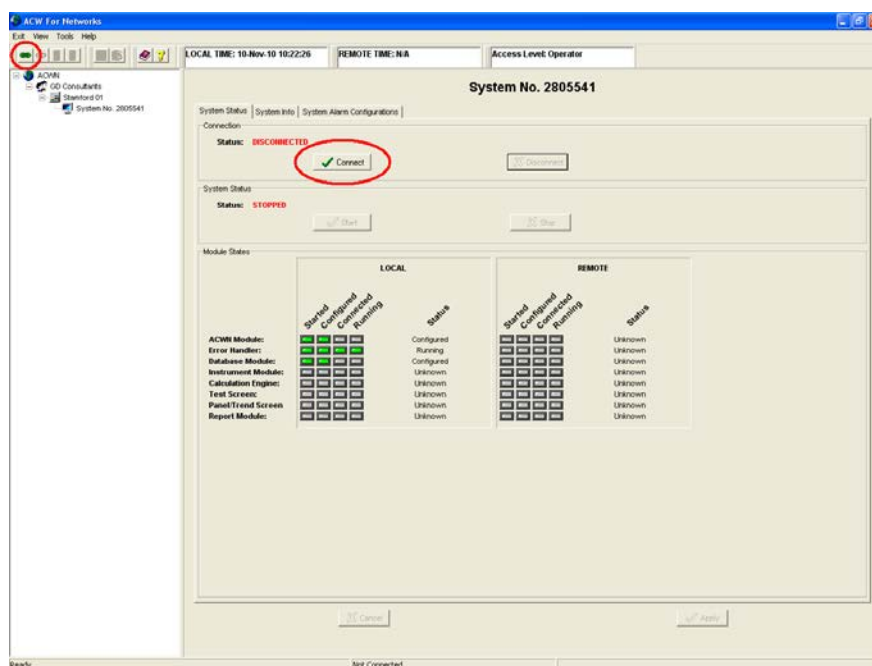 ACW For Networks
Exit View Tools Help
LOCAL TIME: 10-Nov-10 10:22:26 REMOTE TIME: N/A Access Level: Operator
ACWN
GD Consultants
Stamford 01
System No. 2805541
System No. 2805541
System Status System Info System Alarm Configurations
Connection
Status: DISCONNECTED
Connect Disconnect
System Status
Status: STOPPED
Start Stop
Module States
LOCAL REMOTE
Started Configured Connected Running Status Started Configured Connected Running Status
ACWN Module: Configured Unknown
Error Handler: Running Unknown
Database Module: Configured Unknown
Instrument Module: Unknown Unknown
Calculation Engine: Unknown Unknown
Test Screen: Unknown Unknown
Panel/Trend Screen Unknown Unknown
Report Module: Unknown Unknown
Cancel Apply
Ready Not Connected